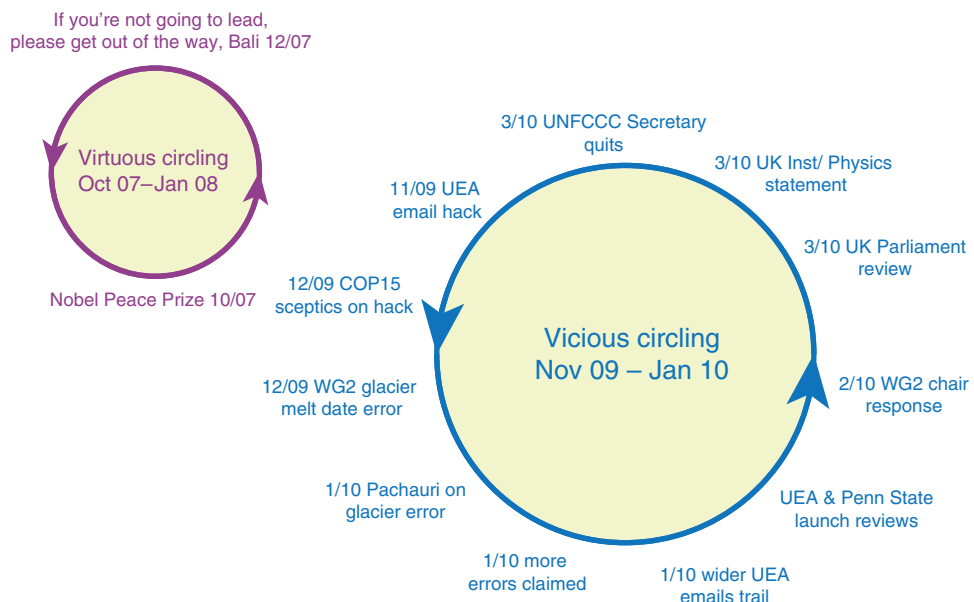 If you're not going to lead,
please get out of the way, Bali 12/07
Virtuous circling
Oct 07–Jan 08
Nobel Peace Prize 10/07
3/10 UNFCCC Secretary
quits
3/10 UK Inst/ Physics
statement
11/09 UEA
email hack
3/10 UK Parliament
review
12/09 COP15
sceptics on hack
Vicious circling
Nov 09 – Jan 10
12/09 WG2 glacier
melt date error
2/10 WG2 chair
response
1/10 Pachauri on
glacier error
UEA & Penn State
launch reviews
1/10 more
errors claimed
1/10 wider UEA
emails trail